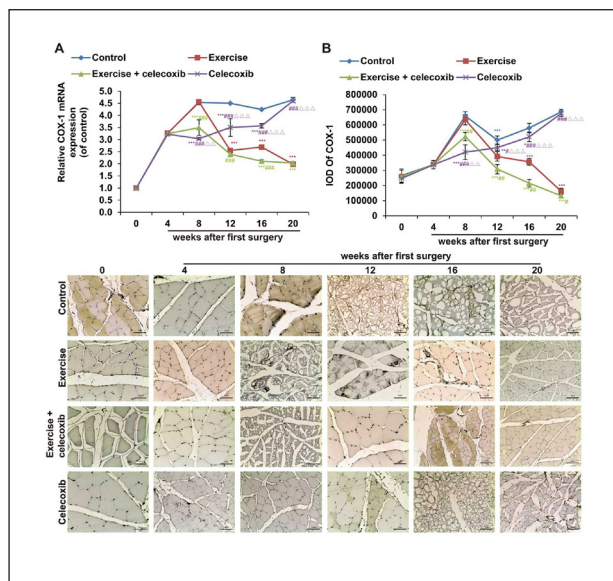 A
Control
Exercise
Exercise + celecoxib
Celecoxib
Relative COX-1 mRNA
expression
(of control)
5.0
4.5
4.0
3.5
3.0
2.5
2.0
1.5
1.0
0.5
0.0
0 4 8 12 16 20
weeks after first surgery
B
Control
Exercise
Exercise + celecoxib
Celecoxib
IOD Of COX-1
800000
700000
600000
500000
400000
300000
200000
100000
0 4 8 12 16 20
weeks after first surgery
weeks after first surgery
0 4 8 12 16 20
Control
Exercise
Exercise +
celecoxib
Celecoxib